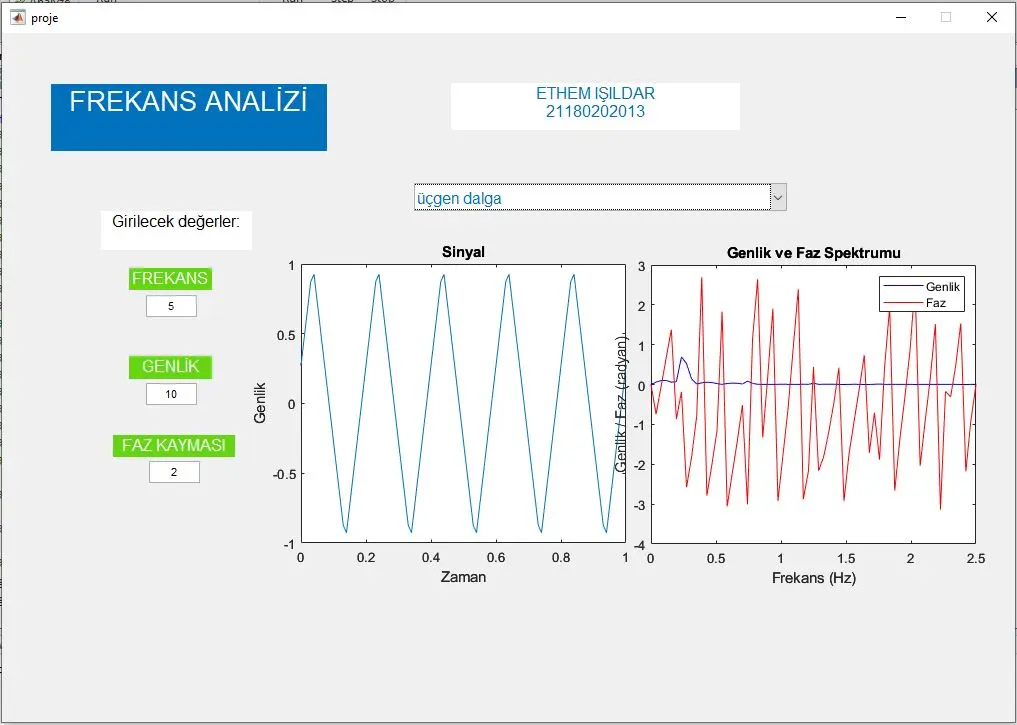 proje
FREKANS ANALİZİ
ETHEM IŞILDAR
21180202013
üçgen dalga
Girilecek değerler:
FREKANS
5
GENLİK
10
FAZ KAYMASI
2
Sinyal
1
0.5
0
-0.5
-1
Genlik
0
0.2
0.4
0.6
0.8
1
Zaman
Genlik ve Faz Spektrumu
Genlik
Faz
3
2
1
0
-1
-2
-3
-4
Genlik / Faz (radyan)
0
0.5
1
1.5
2
2.5
Frekans (Hz)